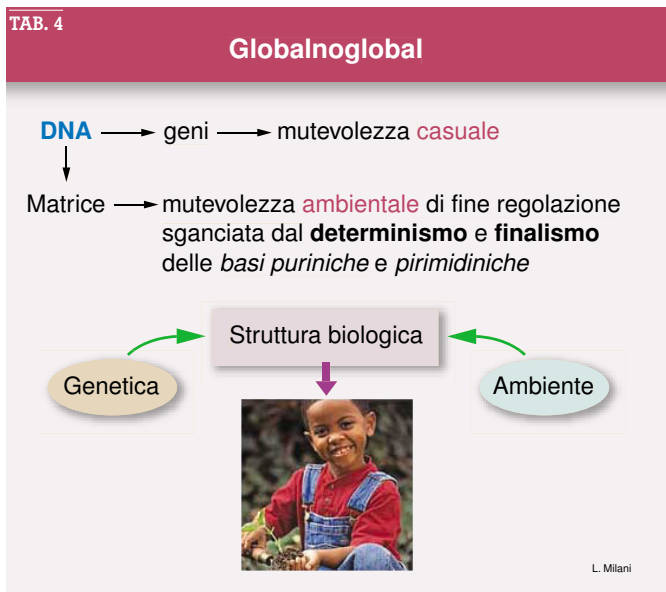 TAB. 4
Globalnoglobal
DNA → geni → mutevolezza casuale
Matrice → mutevolezza ambientale di fine regolazione
sganciata dal determinismo e finalismo
delle basi puriniche e pirimidiniche
Struttura biologica
Genetica
Ambiente
L. Milani